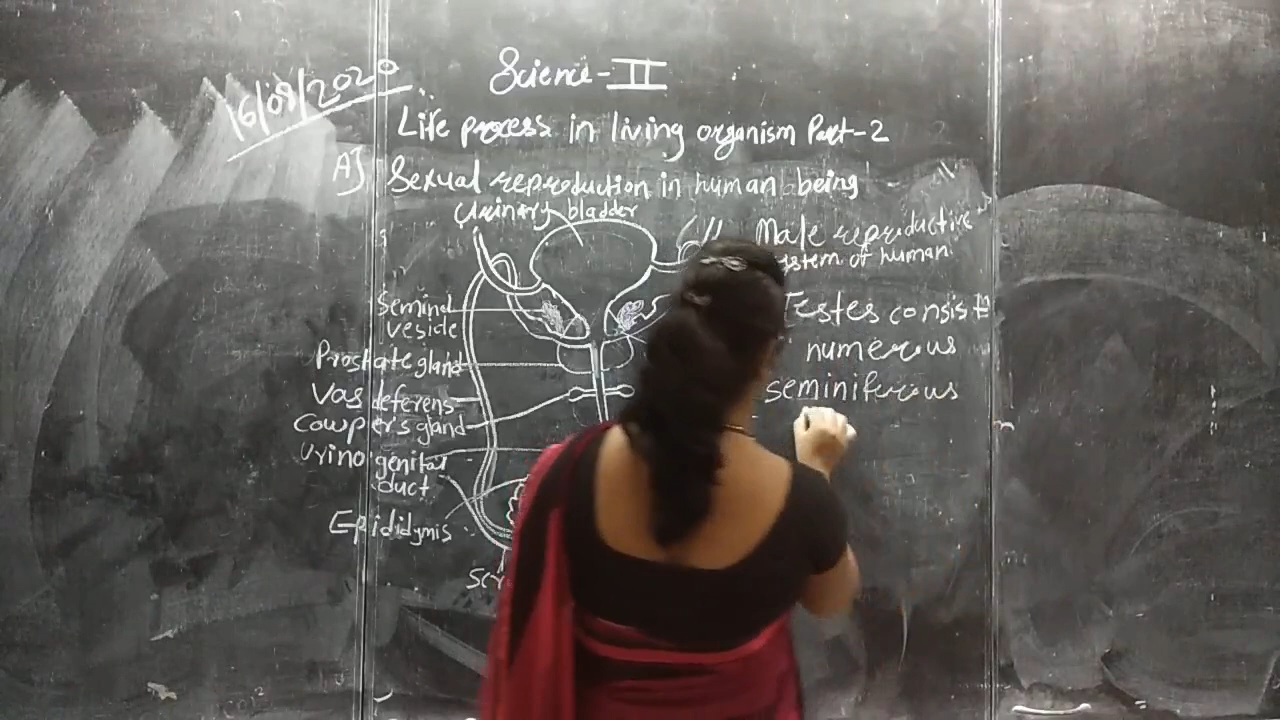 Science-II
16/09/2020
Life process in living organism Part-2
A] Sexual reproduction in human being
Urinary bladder
Seminal
vesicle
Prostate gland
Vas deferens
Cowper's gland
Urino genital
duct
Epididymis
Male reproductive
system of human
Testes consist
numerous
seminiferous